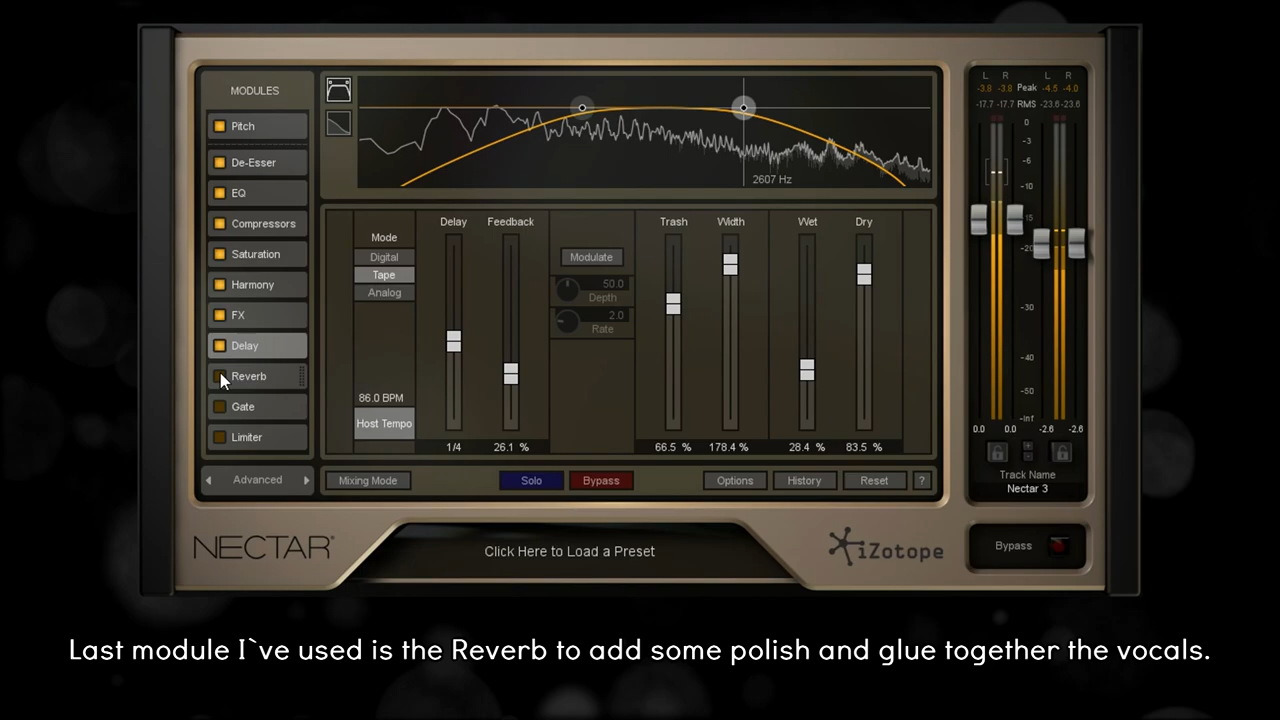 MODULES
Pitch
De-Esser
EQ
Compressors
Saturation
Harmony
FX
Delay
Reverb
Gate
Limiter
Advanced
2607 Hz
Mode
Digital
Tape
Analog
86.0 BPM
Host Tempo
Delay
1/4
Feedback
26.1 %
Modulate
50.0
Depth
2.0
Rate
Trash
66.5 %
Width
178.4 %
Wet
28.4 %
Dry
83.5 %
Mixing Mode
Solo
Bypass
Options
History
Reset
?
L R L R
-3.8 -3.8 Peak -4.5 -4.0
-17.7 -17.7 RMS -23.6 -23.6
0
-3
-6
-10
-15
-20
-30
-40
-50
-Inf
0.0 0.0 -2.6 -2.6
Track Name
Nectar 3
NECTAR®
Click Here to Load a Preset
iZotope
Bypass
Last module I`ve used is the Reverb to add some polish and glue together the vocals.